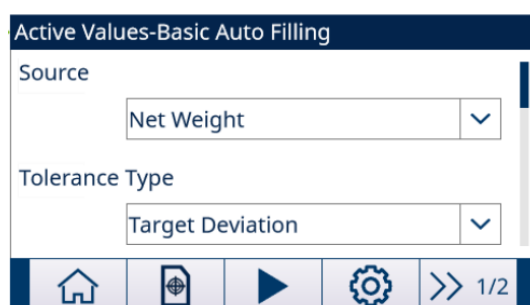 Active Values-Basic Auto Filling
Source
Net Weight
Tolerance Type
Target Deviation
1/2